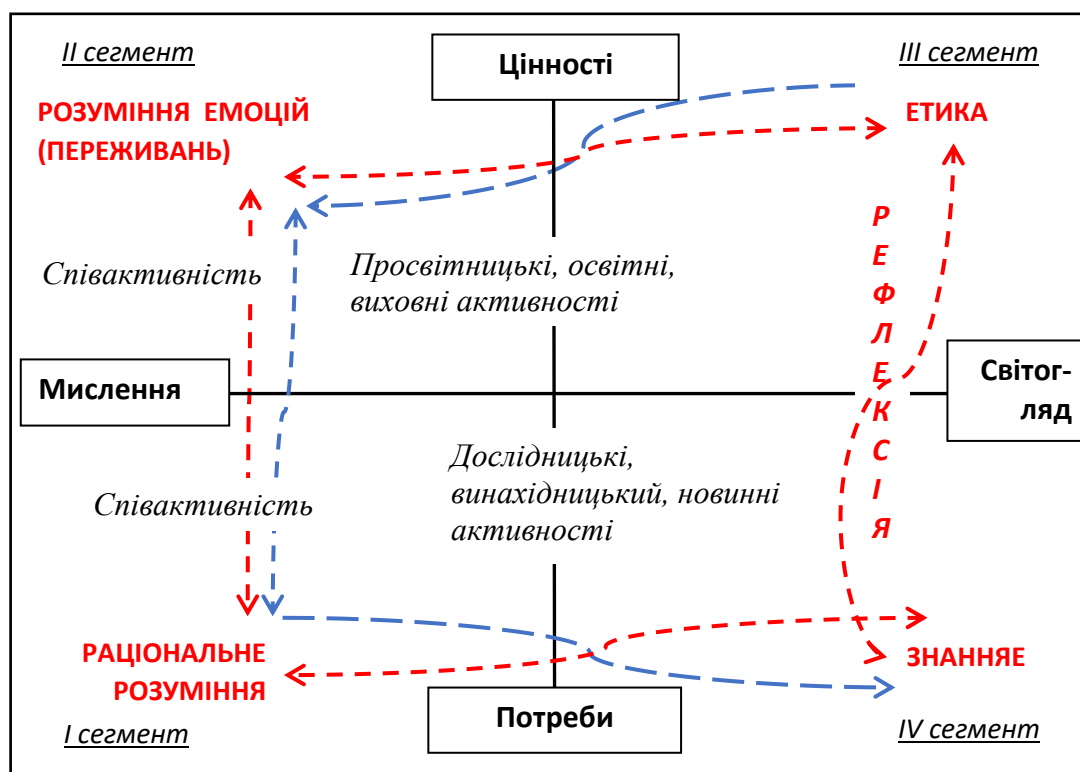 II сегмент
Цінності
III сегмент
РОЗУМІННЯ ЕМОЦІЙ
(ПЕРЕЖИВАНЬ)
ЕТИКА
РЕФЛЕКСІЯ
Співактивність
Просвітницькі, освітні,
виховні активності
Мислення
Світог-
ляд
Співактивність
Дослідницькі,
винахідницький, новинні
активності
РАЦІОНАЛЬНЕ
РОЗУМІННЯ
ЗНАННЯЕ
Потреби
I сегмент
IV сегмент